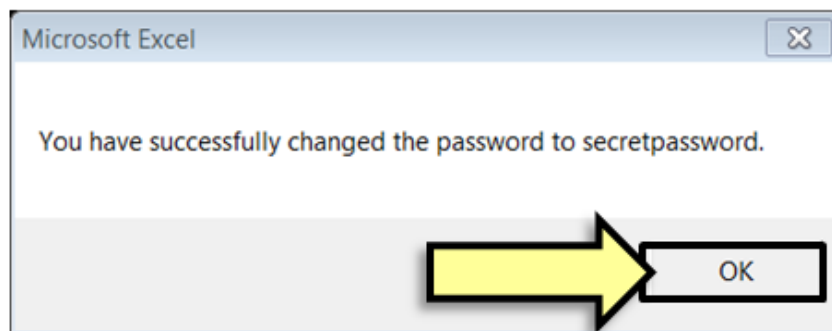 Microsoft Excel
You have successfully changed the password to secretpassword.
OK